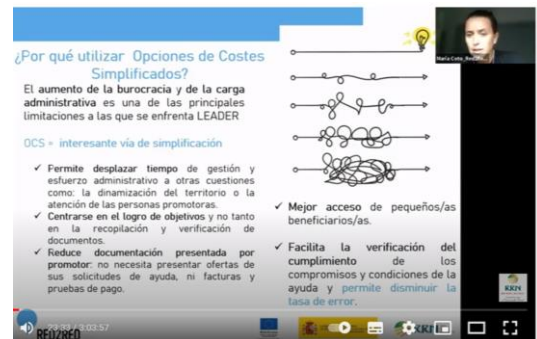 ¿Por qué utilizar Opciones de Costes
Simplificados?
El aumento de la burocracia y de la carga
administrativa es una de las principales
limitaciones a las que se enfrenta LEADER
OCS = interesante vía de simplificación
✓ Permite desplazar tiempo de gestión y
esfuerzo administrativo a otras cuestiones
como: la dinamización del territorio o la
atención de las personas promotoras.
✓ Centrarse en el logro de objetivos y no tanto
en la recopilación y verificación de
documentos.
✓ Reduce documentación presentada por
promotor: no necesita presentar ofertas de
sus solicitudes de ayuda, ni facturas y
pruebas de pago.
✓ Mejor acceso de pequeños/as
beneficiarios/as.
✓ Facilita la verificación del
cumplimiento de los
compromisos y condiciones de la
ayuda y permite disminuir la
tasa de error.
23:33 / 3:03:57
RED2RED
RRN